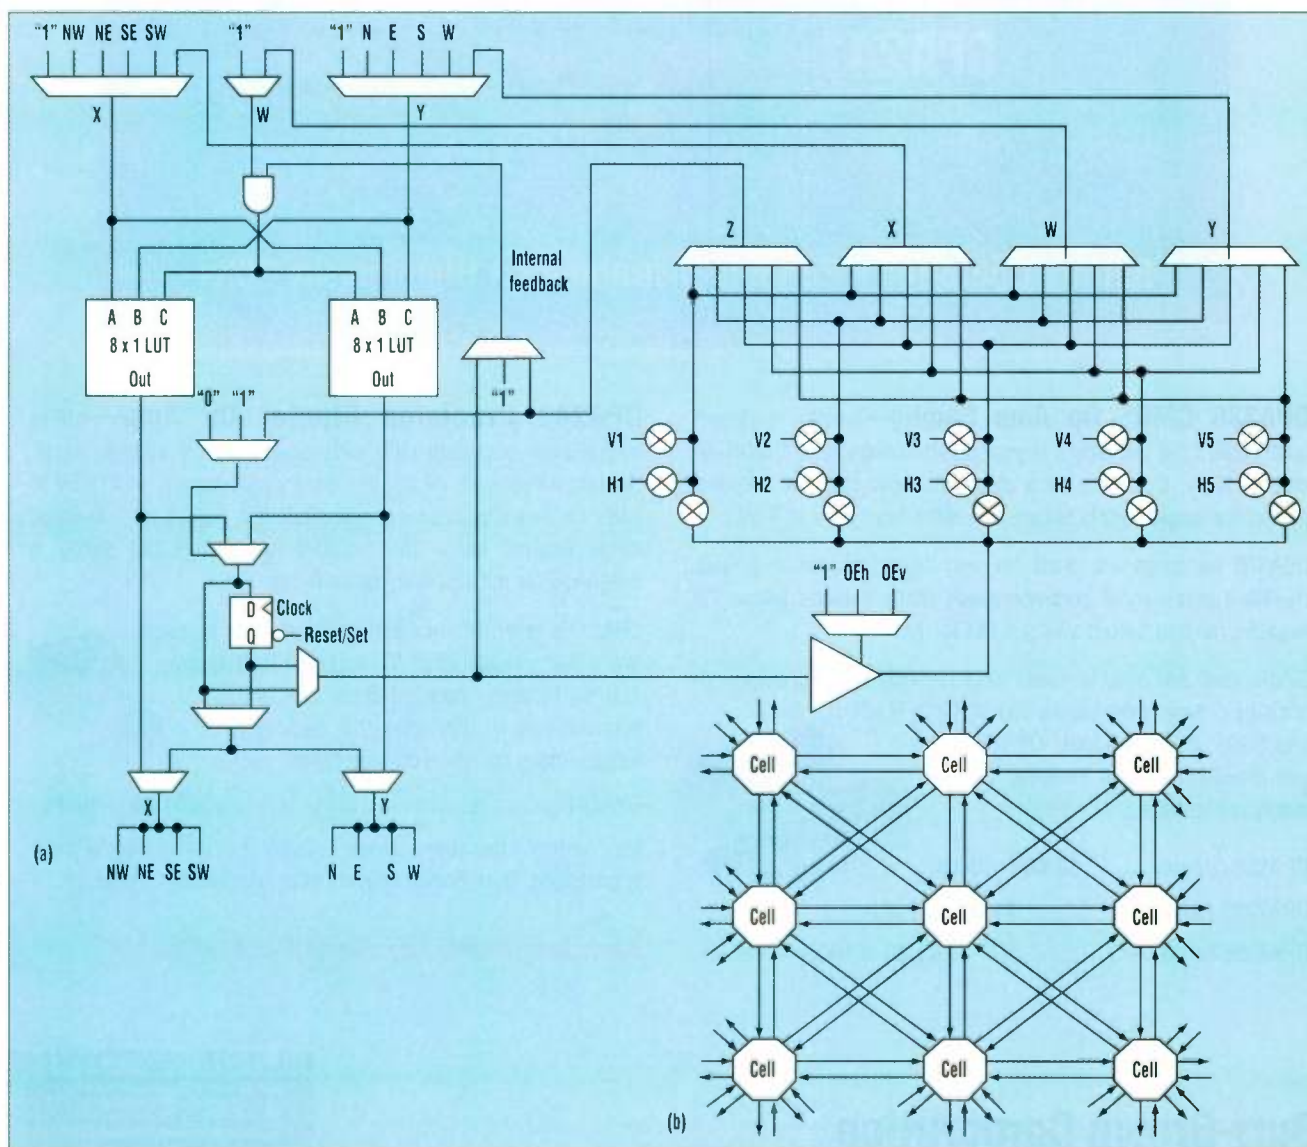 "1" NW NE SE SW
"1"
"1" N E S W
X
W
Y
Z
X
W
Y
Internal
feedback
A B C
8 x 1 LUT
Out
A B C
8 x 1 LUT
Out
"0" "1"
"1"
V1
V2
V3
V4
V5
H1
H2
H3
H4
H5
D
Clock
Q
Reset/Set
"1" OEh OEv
X
Y
NW NE SE SW
N E S W
(a)
Cell
Cell
Cell
Cell
Cell
Cell
Cell
Cell
Cell
(b)